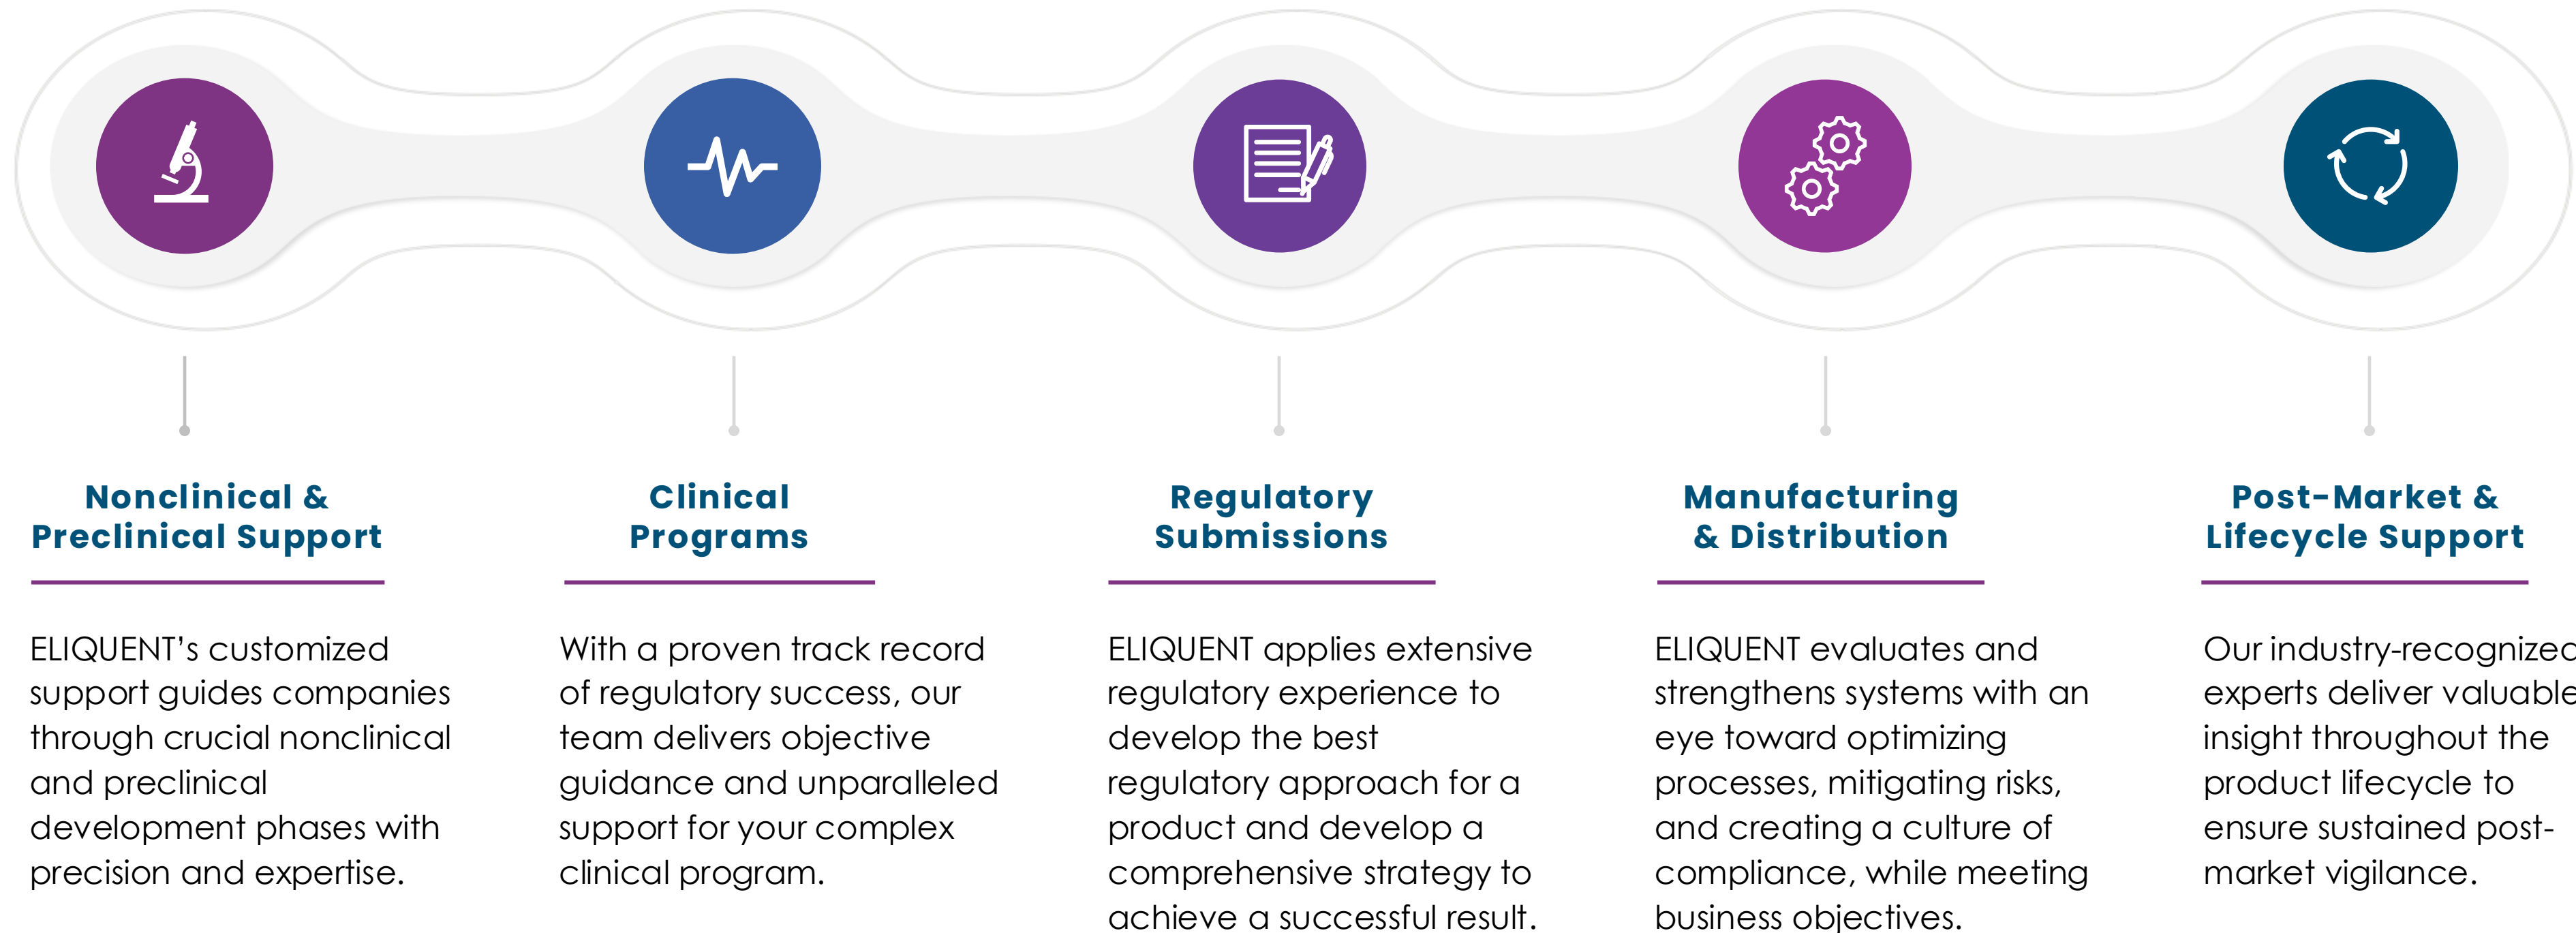 Nonclinical &
Preclinical Support
ELIQUENT’s customized
support guides companies
through crucial nonclinical
and preclinical
development phases with
precision and expertise.
Clinical
Programs
With a proven track record
of regulatory success, our
team delivers objective
guidance and unparalleled
support for your complex
clinical program.
Regulatory
Submissions
ELIQUENT applies extensive
regulatory experience to
develop the best
regulatory approach for a
product and develop a
comprehensive strategy to
achieve a successful result.
Manufacturing
& Distribution
ELIQUENT evaluates and
strengthens systems with an
eye toward optimizing
processes, mitigating risks,
and creating a culture of
compliance, while meeting
business objectives.
Post-Market &
Lifecycle Support
Our industry-recognized
experts deliver valuable
insight throughout the
product lifecycle to
ensure sustained post-
market vigilance.